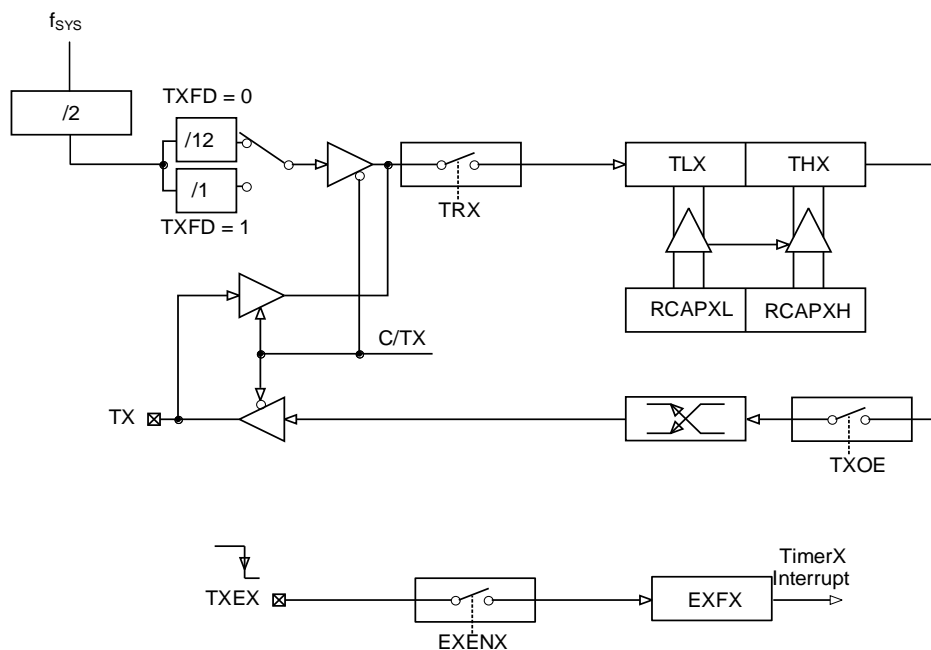 fSYS
/2
TXFD = 0
/12
/1
TXFD = 1
TRX
TLX
THX
RCAPXL
RCAPXH
C/TX
TX
TXOE
TXEX
EXENX
EXFX
TimerX
Interrupt